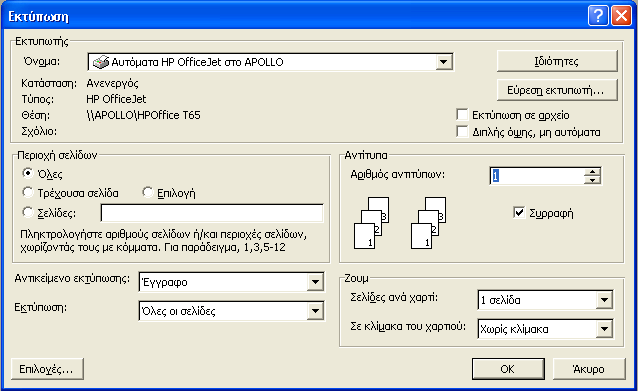 Εκτύπωση
Εκτυπωτής
Όνομα: Αυτόματα HP OfficeJet στο APOLLO
Ιδιότητες
Κατάσταση: Ανενεργός
Τύπος: HP OfficeJet
Εύρεση εκτυπωτή...
Θέση: \\APOLLO\HPOffice T65
Εκτύπωση σε αρχείο
Σχόλιο:
Διπλής όψης, μη αυτόματα
Περιοχή σελίδων
Όλες
Τρέχουσα σελίδα Επιλογή
Σελίδες:
Πληκτρολογήστε αριθμούς σελίδων ή/και περιοχές σελίδων,
χωρίζοντάς τους με κόμματα. Για παράδειγμα, 1,3,5-12
Αντίτυπα
Αριθμός αντιτύπων: 1
1 2 3 1 2 3
Συρραφή
Αντικείμενο εκτύπωσης: Έγγραφο
Εκτύπωση: Όλες οι σελίδες
Ζουμ
Σελίδες ανά χαρτί: 1 σελίδα
Σε κλίμακα του χαρτού: Χωρίς κλίμακα
Επιλογές...
OK
Άκυρο